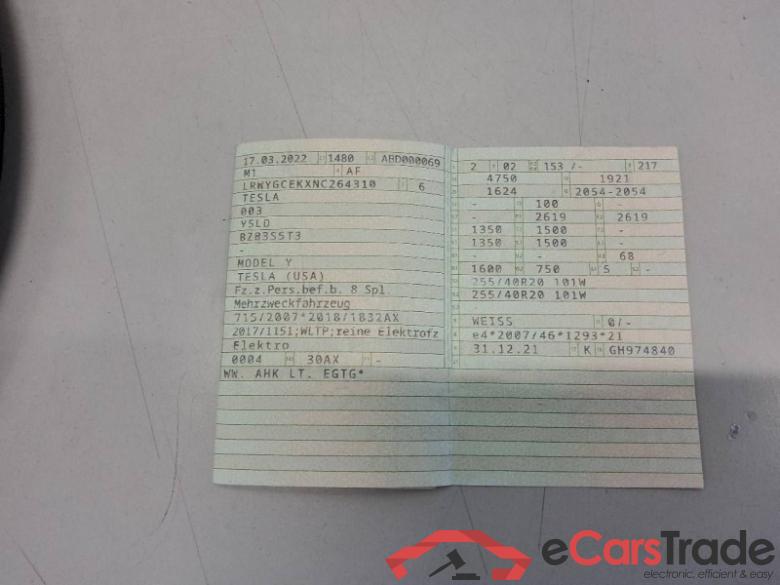 17.03.2022 1480 ABD000069
M1 AF
LRWYGCEKXNC264310 6
TESLA
003
Y5LD
BZB3S5T3
-
MODEL Y
TESLA (USA)
Fz.z.Pers.bef.b. 8 Spl.
Mehrzweckfahrzeug
715/2007*2018/1832AX
2017/1151;WLTP;reine Elektrofz
Elektro
0004 30AX -
WW. AHK LT. EGTG*
2 02 153 /- 217
4750 1921
1624 2054-2054
- 100 -
- 2619 2619
1350 1500 -
1350 1500 -
- - 68
1600 750 5 -
255/40R20 101W
255/40R20 101W
-
WEISS 0/-
e4*2007/46*1293*21
31.12.21 K GH974840
eCarsTrade
electronic, efficient & easy